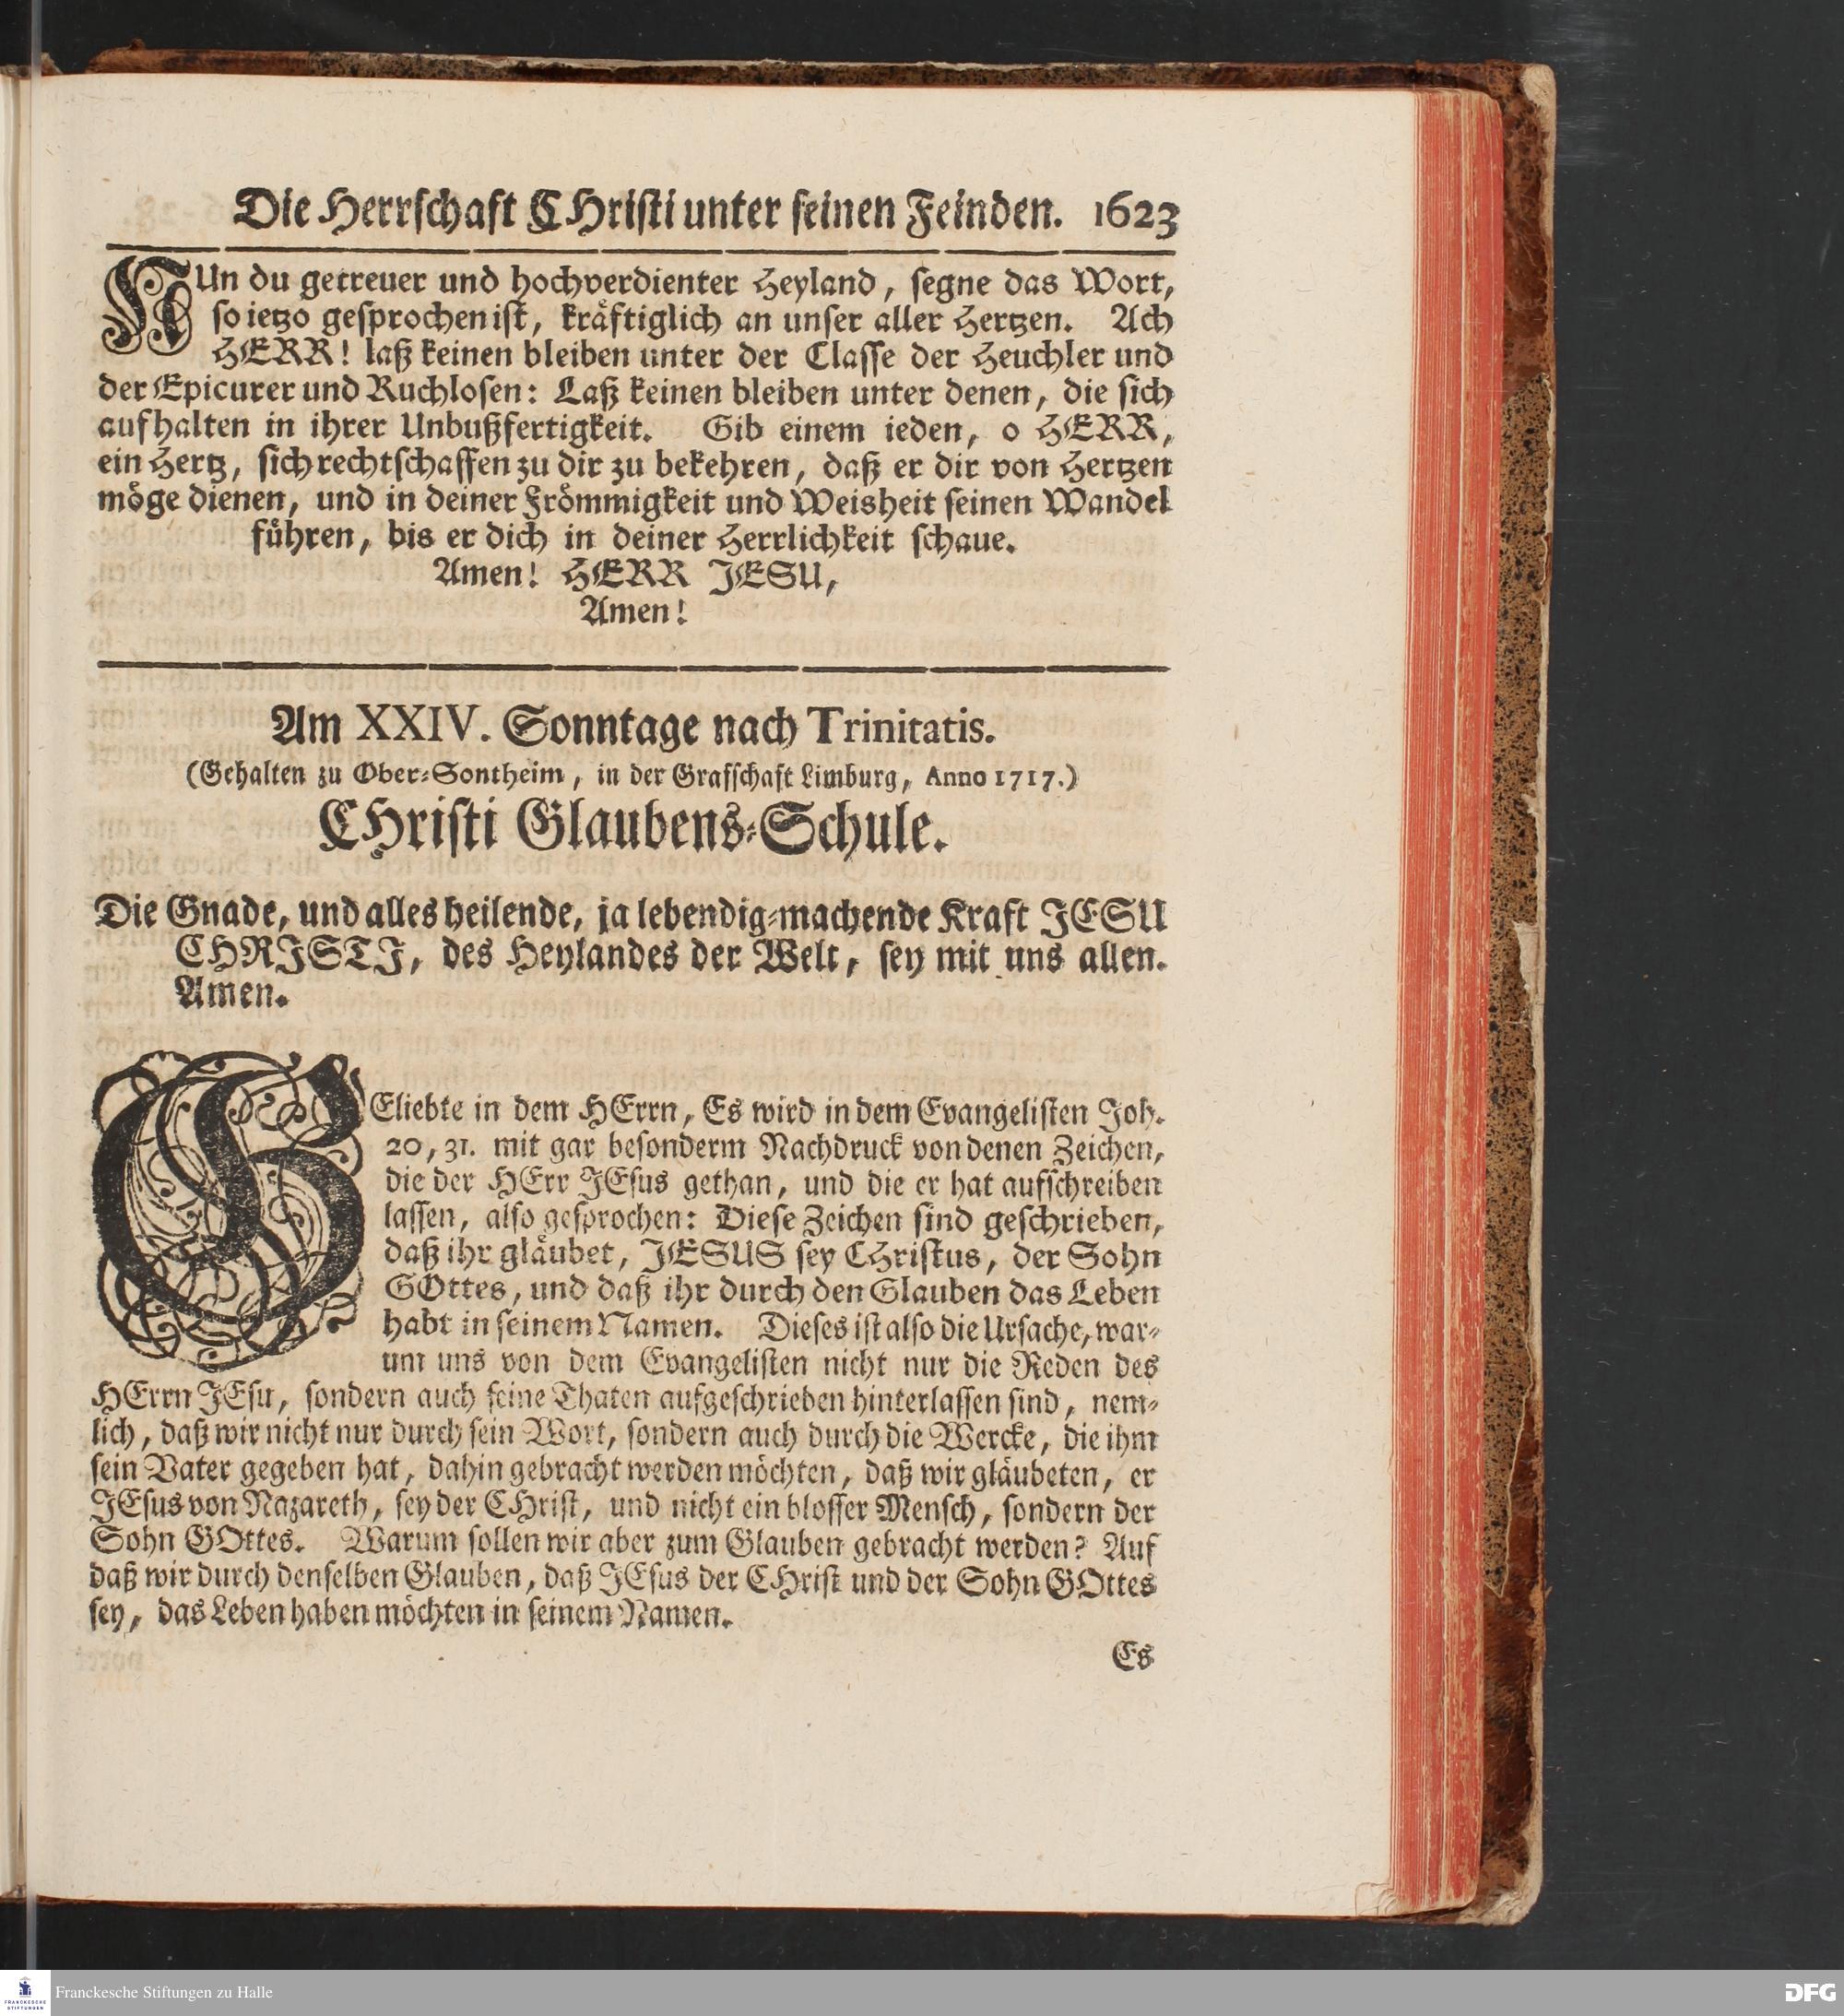 Die Herrſchaft CHriſti unter ſeinen Feinden. 1623
NUn du getreuer und hochverdienter Heyland, ſegne das Wort,
ſo ietzo geſprochen iſt, kräftiglich an unſer aller Hertzen. Ach
HERR! laß keinen bleiben unter der Claſſe der Heuchler und
der Epicurer und Ruchloſen: Laß keinen bleiben unter denen, die ſich
aufhalten in ihrer Unbußfertigkeit. Gib einem ieden, o HERR,
ein Hertz, ſich rechtſchaffen zu dir zu bekehren, daß er dir von Hertzen
möge dienen, und in deiner Frömmigkeit und Weisheit ſeinen Wandel
führen, bis er dich in deiner Herrlichkeit ſchaue.
Amen! HERR JESU,
Amen!
Am XXIV. Sonntage nach Trinitatis.
(Gehalten zu Ober-Sontheim, in der Grafſchaft Limburg, Anno 1717.)
CHriſti Glaubens-Schule.
Die Gnade, und alles heilende, ja lebendig-machende Kraft JESU
CHRISTJ, des Heylandes der Welt, ſey mit uns allen.
Amen.
GEliebte in dem HErrn, Es wird in dem Evangeliſten Joh.
20, 31. mit gar beſonderm Nachdruck von denen Zeichen,
die der HErr JEſus gethan, und die er hat aufſchreiben
laſſen, alſo geſprochen: Dieſe Zeichen ſind geſchrieben,
daß ihr gläubet, JESUS ſey CHriſtus, der Sohn
GOttes, und daß ihr durch den Glauben das Leben
habt in ſeinem Namen. Dieſes iſt alſo die Urſache, war-
um uns von dem Evangeliſten nicht nur die Reden des
HErrn JEſu, ſondern auch ſeine Thaten aufgeſchrieben hinterlaſſen ſind, nem-
lich, daß wir nicht nur durch ſein Wort, ſondern auch durch die Wercke, die ihm
ſein Vater gegeben hat, dahin gebracht werden möchten, daß wir gläubeten, er
JEſus von Nazareth, ſey der CHriſt, und nicht ein bloſſer Menſch, ſondern der
Sohn GOttes. Warum ſollen wir aber zum Glauben gebracht werden? Auf
daß wir durch denſelben Glauben, daß JEſus der CHriſt und der Sohn GOttes
ſey, das Leben haben möchten in ſeinem Namen.
Es
FRANCKESCHE
STIFTUNGEN
Franckesche Stiftungen zu Halle
DFG